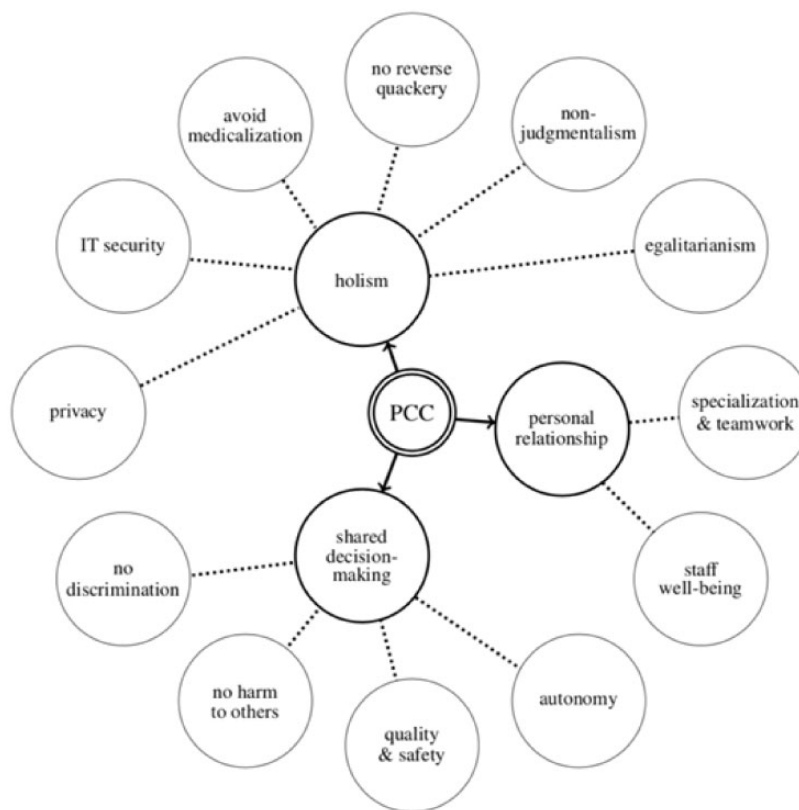 no reverse
quackery
avoid
medicalization
non-
judgmentalism
IT security
holism
egalitarianism
privacy
PCC
personal
relationship
specialization
& teamwork
shared
decision-
making
no
discrimination
staff
well-being
no harm
to others
quality
& safety
autonomy